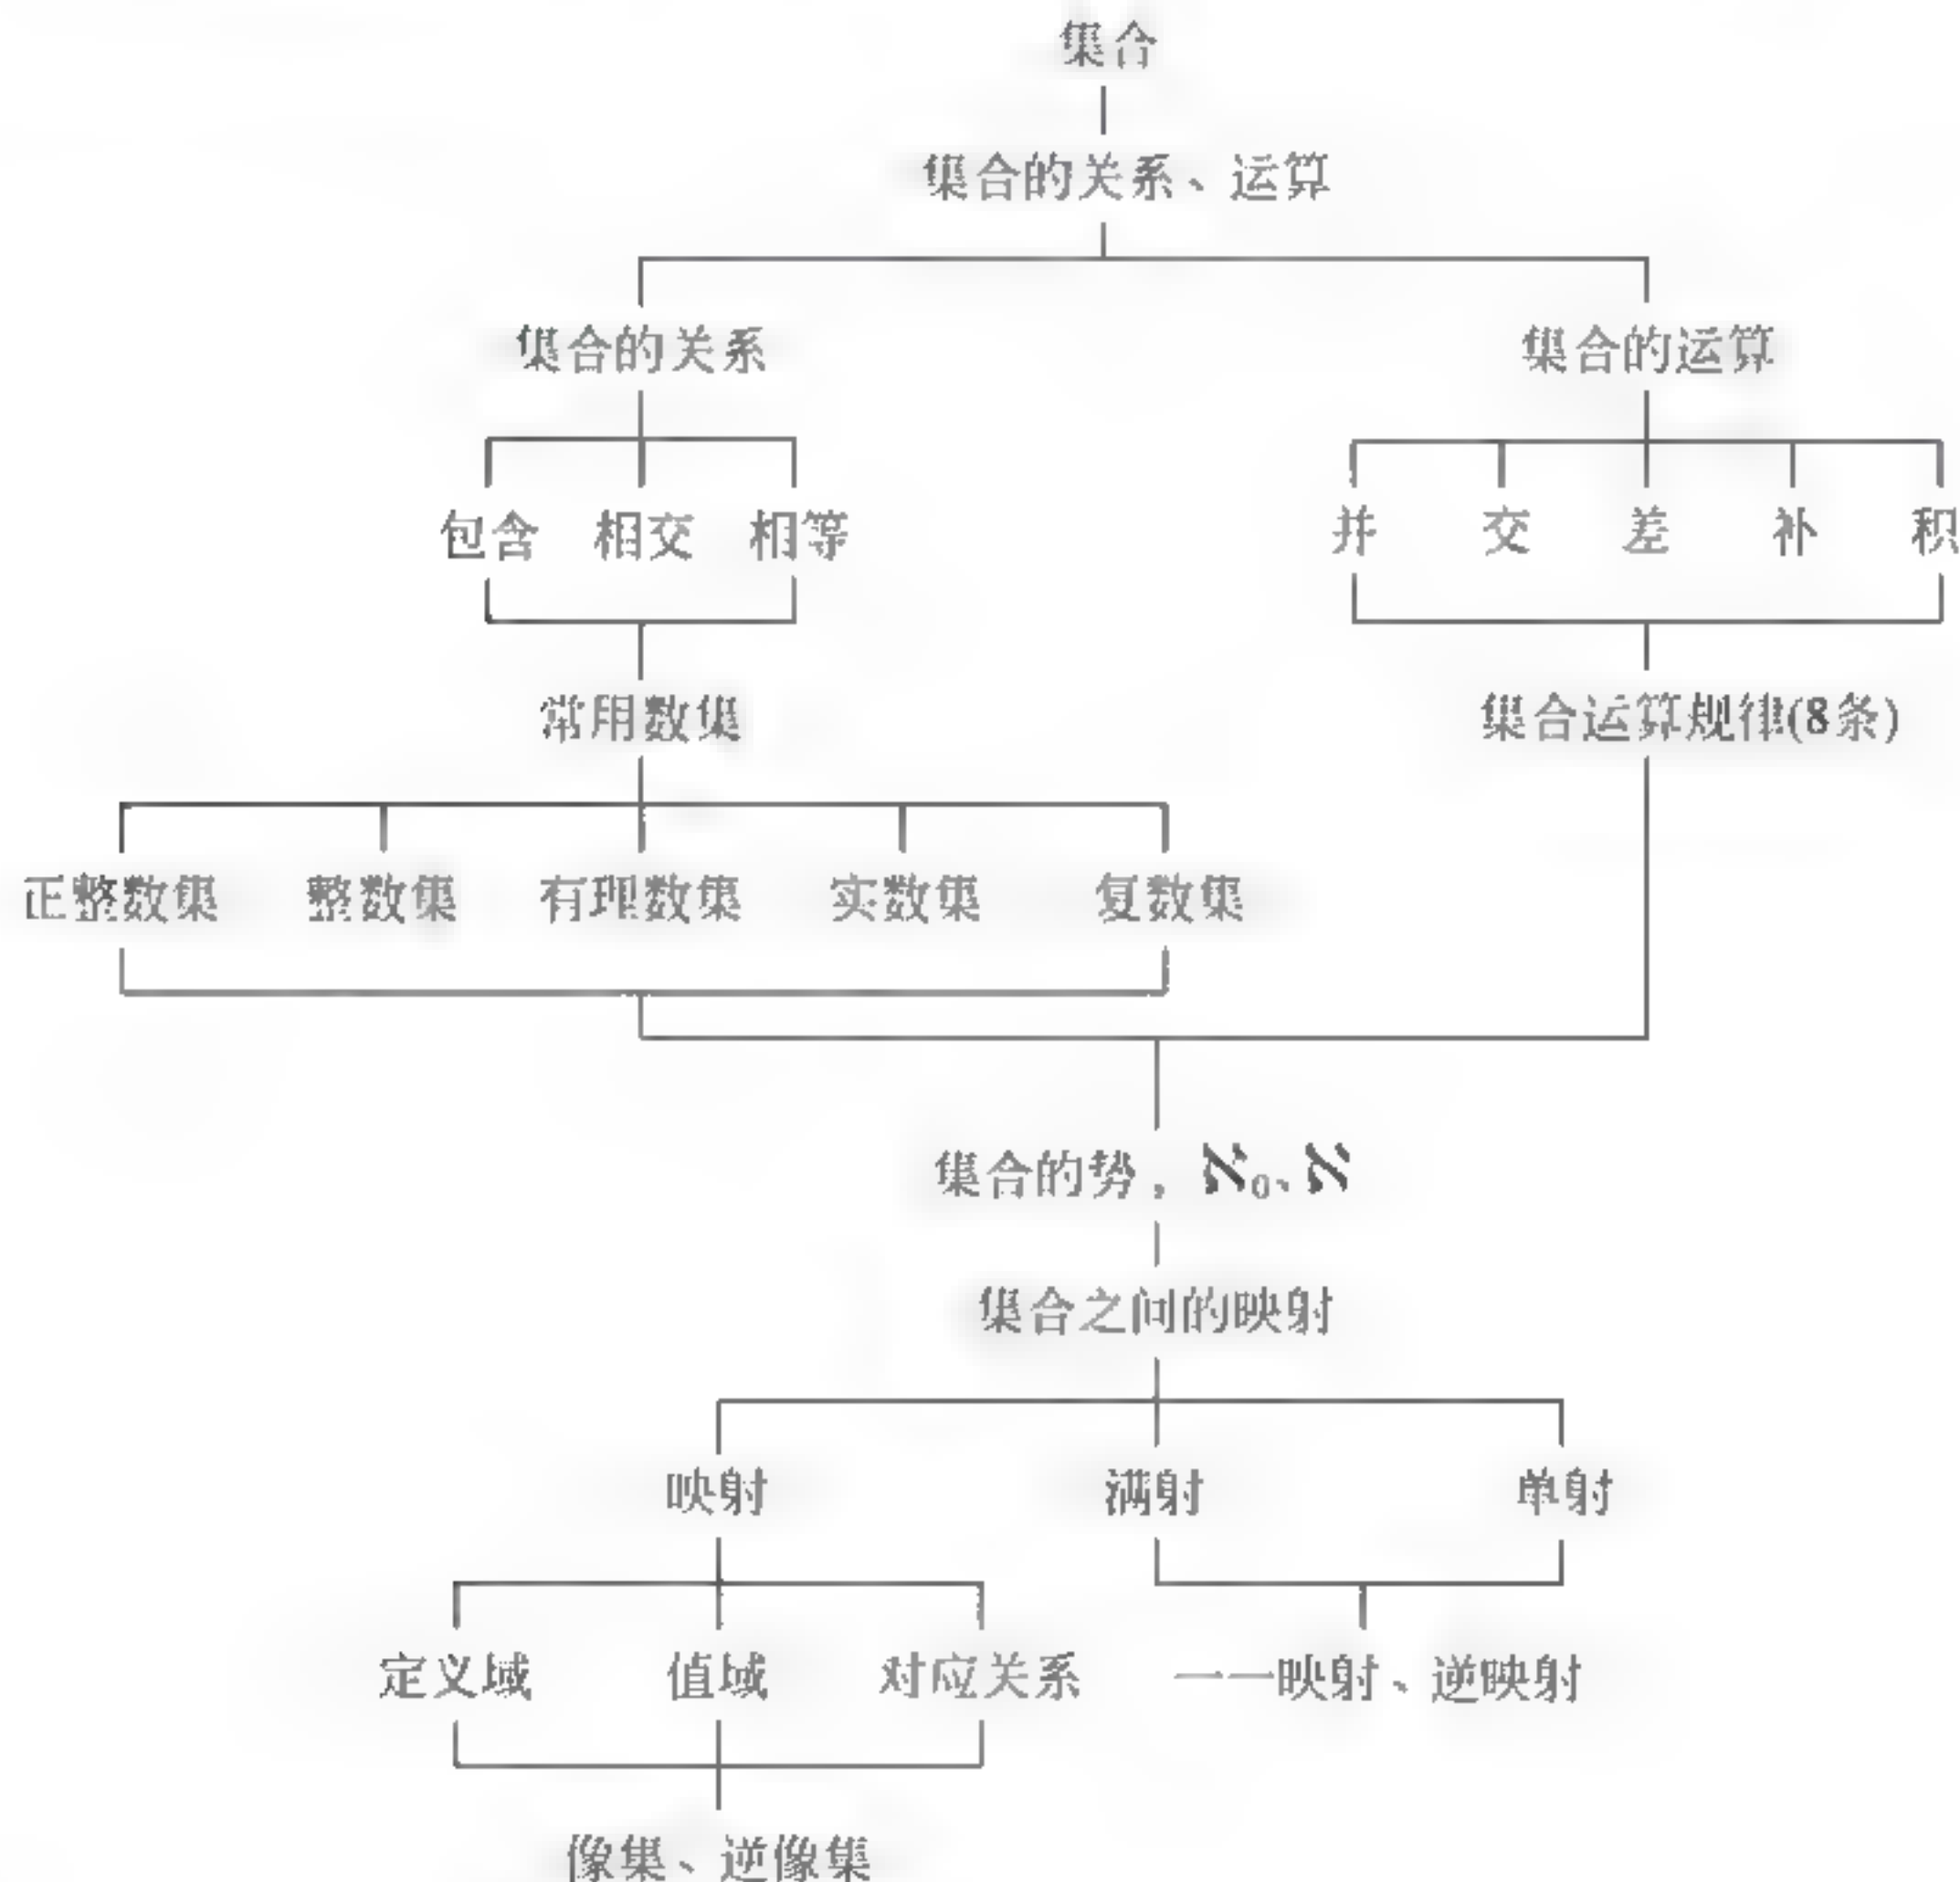 集合
集合的关系、运算
集合的关系 集合的运算
包含 相交 相等 并 交 差 补 积
常用数集 集合运算规律(8条)
正整数集 整数集 有理数集 实数集 复数集
集合的势，ℵ₀、ℵ
集合之间的映射
映射 满射 单射
定义域 值域 对应关系 一一映射、逆映射
像集、逆像集